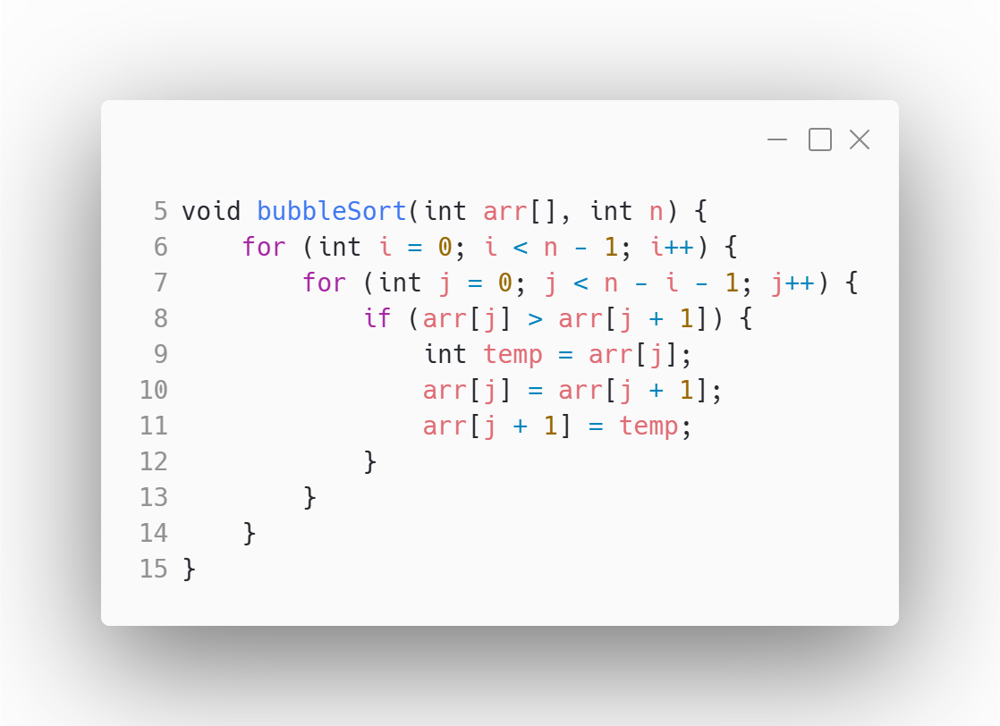 5 void bubbleSort(int arr[], int n) {
6     for (int i = 0; i < n - 1; i++) {
7         for (int j = 0; j < n - i - 1; j++) {
8             if (arr[j] > arr[j + 1]) {
9                 int temp = arr[j];
10                 arr[j] = arr[j + 1];
11                 arr[j + 1] = temp;
12             }
13         }
14     }
15 }